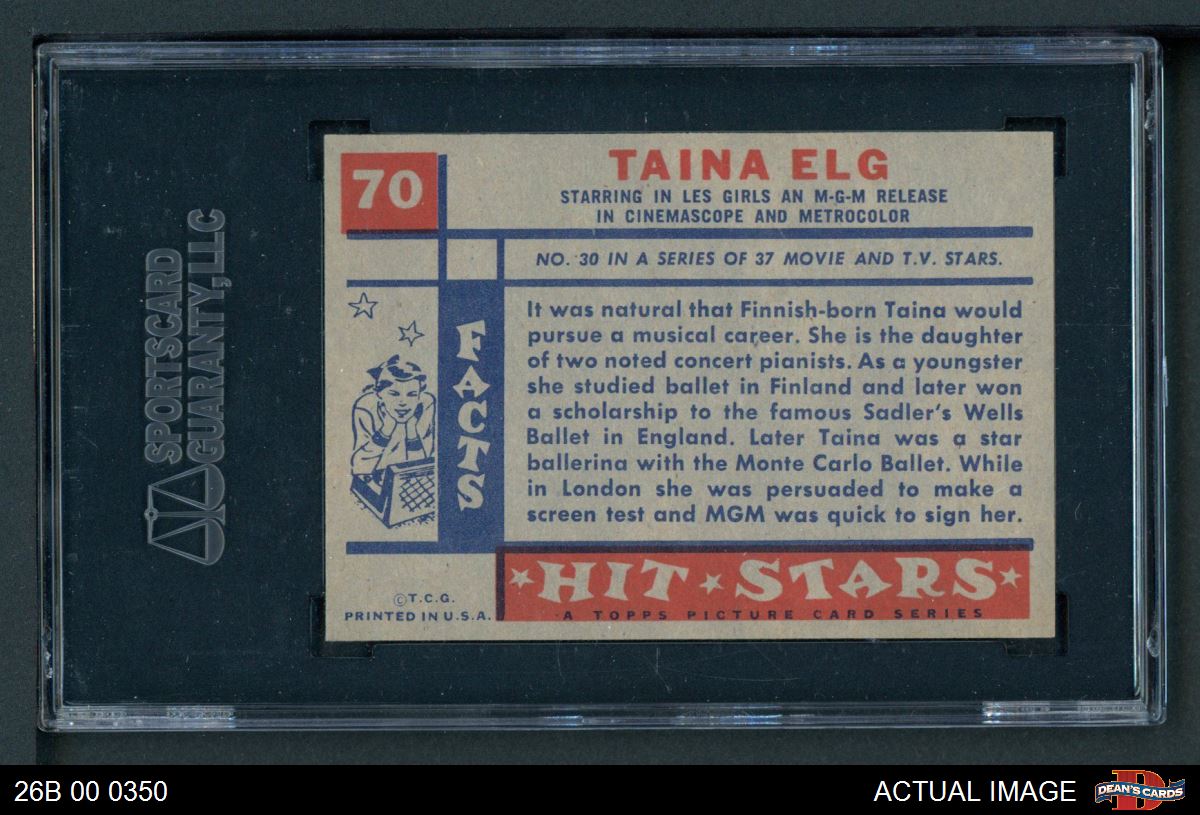 SPORTSCARD
GUARANTY, LLC
70
TAINA ELG
STARRING IN LES GIRLS AN M-G-M RELEASE
IN CINEMASCOPE AND METROCOLOR
NO. 30 IN A SERIES OF 37 MOVIE AND T.V. STARS.
FACTS
It was natural that Finnish-born Taina would
pursue a musical career. She is the daughter
of two noted concert pianists. As a youngster
she studied ballet in Finland and later won
a scholarship to the famous Sadler's Wells
Ballet in England. Later Taina was a star
ballerina with the Monte Carlo Ballet. While
in London she was persuaded to make a
screen test and MGM was quick to sign her.
©T.C.G.
PRINTED IN U.S.A.
HIT STARS
A TOPPS PICTURE CARD SERIES
26B 00 0350
ACTUAL IMAGE
D
DEAN'S CARDS